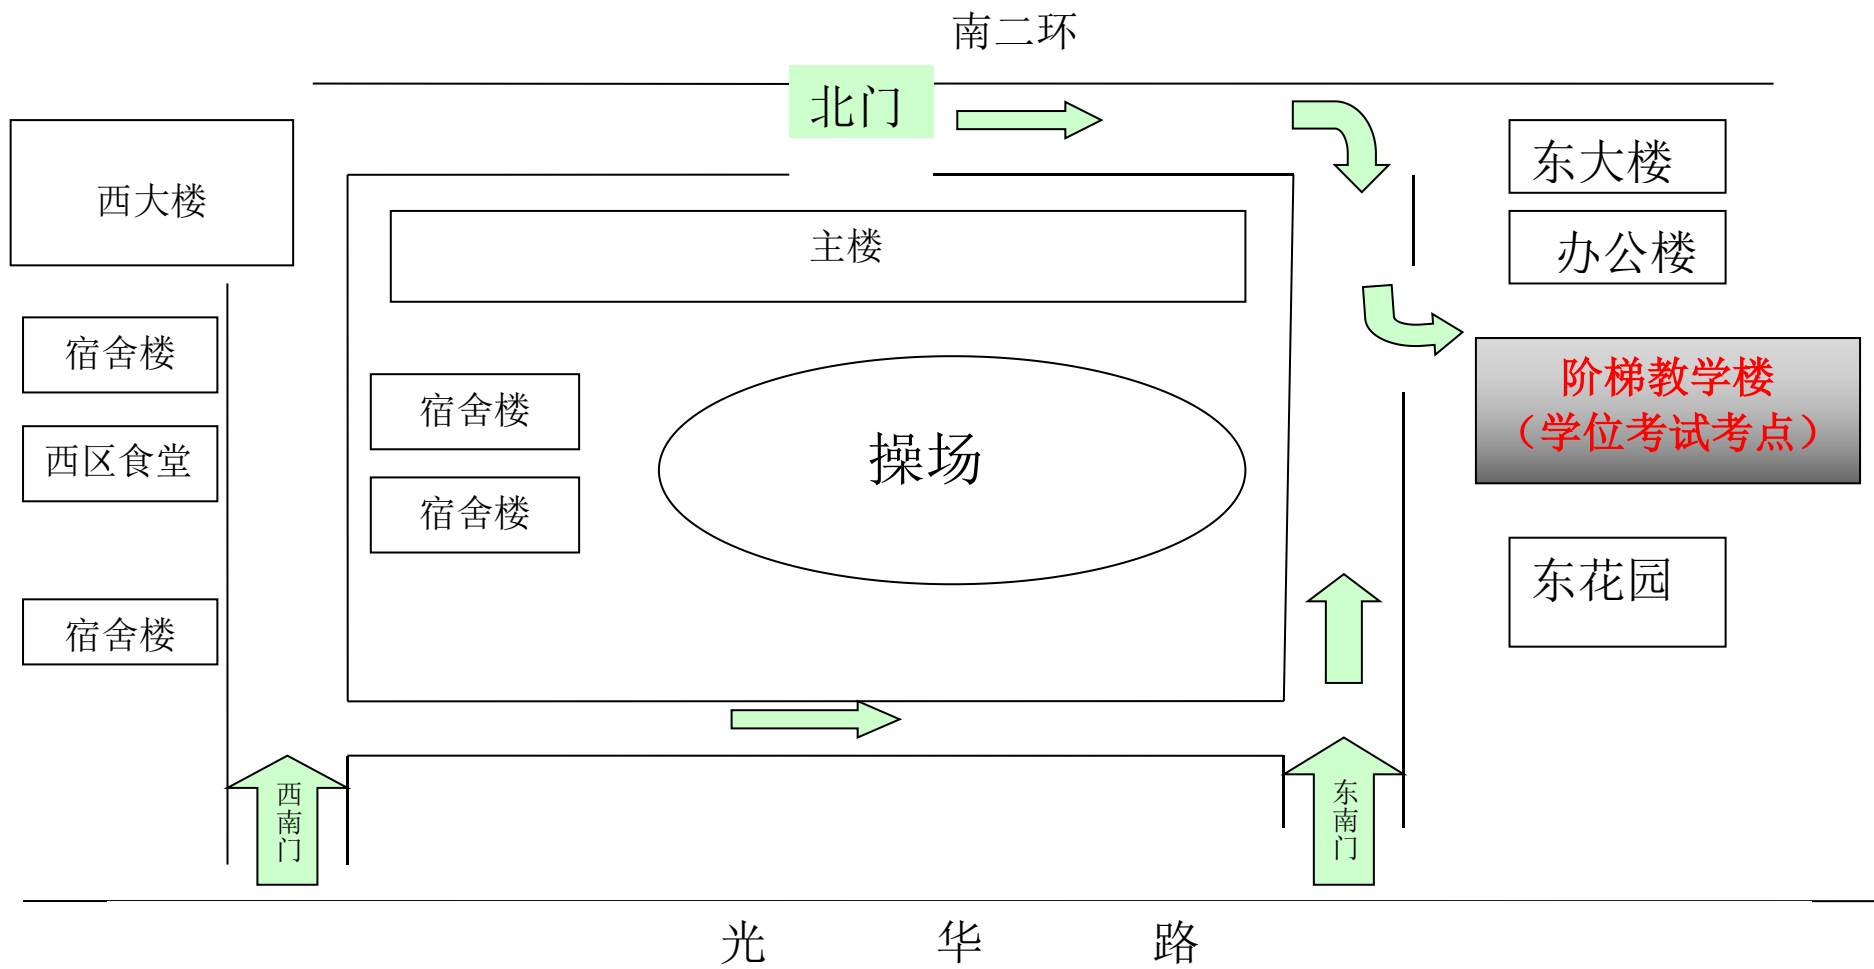 南二环
北门
东大楼
西大楼
主楼
办公楼
宿舍楼
宿舍楼
阶梯教学楼
（学位考试考点）
西区食堂
操场
宿舍楼
东花园
宿舍楼
西南门
东南门
光华路